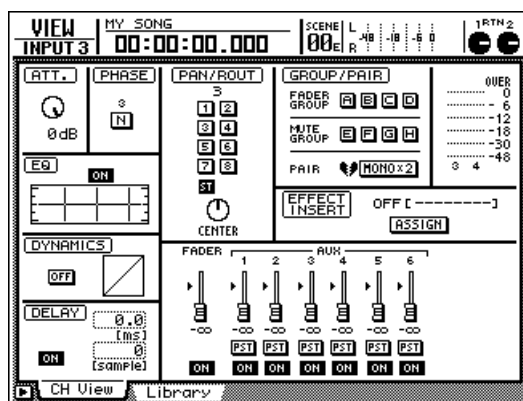 VIEW
INPUT 3
MY SONG
00:00:00.000
SCENE
00E
L
R
-48 -18 -6 0
1 RTN 2
ATT.
0dB
PHASE
3
N
PAN/ROUT
3
1 2
3 4
5 6
7 8
ST
CENTER
GROUP/PAIR
FADER GROUP A B C D
MUTE GROUP E F G H
PAIR MONO×2
OVER
0
-6
-12
-18
-30
-48
3 4
EQ
ON
EFFECT INSERT
OFF [----------]
ASSIGN
DYNAMICS
OFF
FADER
AUX
1 2 3 4 5 6
-∞ -∞ -∞ -∞ -∞ -∞ -∞
PST PST PST PST PST PST
ON ON ON ON ON ON ON
DELAY
0.0
[ms]
ON
0
[sample]
CH View
Library